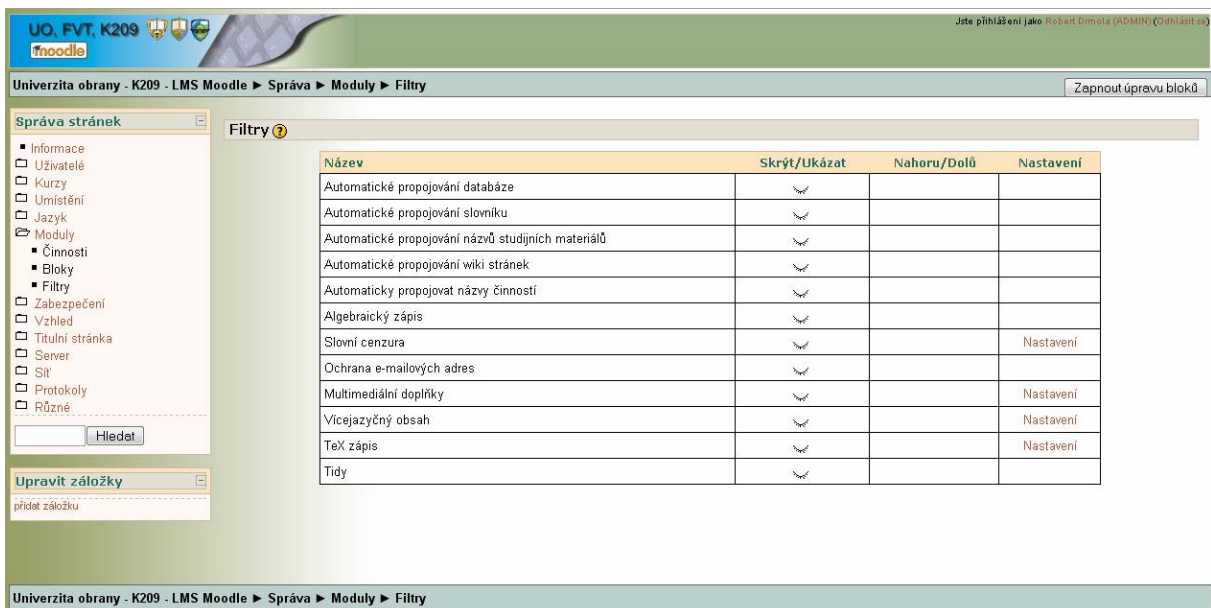 UO, FVT, K209
moodle
Jste přihlášeni jako Robert Drmola (ADMIN) (Odhlásit se)
Univerzita obrany - K209 - LMS Moodle ► Správa ► Moduly ► Filtry
Zapnout úpravu bloků
Správa stránek
Informace
Uživatelé
Kurzy
Umístění
Jazyk
Moduly
Činnosti
Bloky
Filtry
Zabezpečení
Vzhled
Titulní stránka
Server
Síť
Protokoly
Různé
Hledat
Upravit záložky
přidat záložku
Filtry
Název Skrýt/Ukázat Nahoru/Dolů Nastavení
Automatické propojování databáze
Automatické propojování slovníku
Automatické propojování názvů studijních materiálů
Automatické propojování wiki stránek
Automaticky propojovat názvy činností
Algebraický zápis
Slovní cenzura Nastavení
Ochrana e-mailových adres
Multimediální doplňky Nastavení
Vícejazyčný obsah Nastavení
TeX zápis Nastavení
Tidy
Univerzita obrany - K209 - LMS Moodle ► Správa ► Moduly ► Filtry